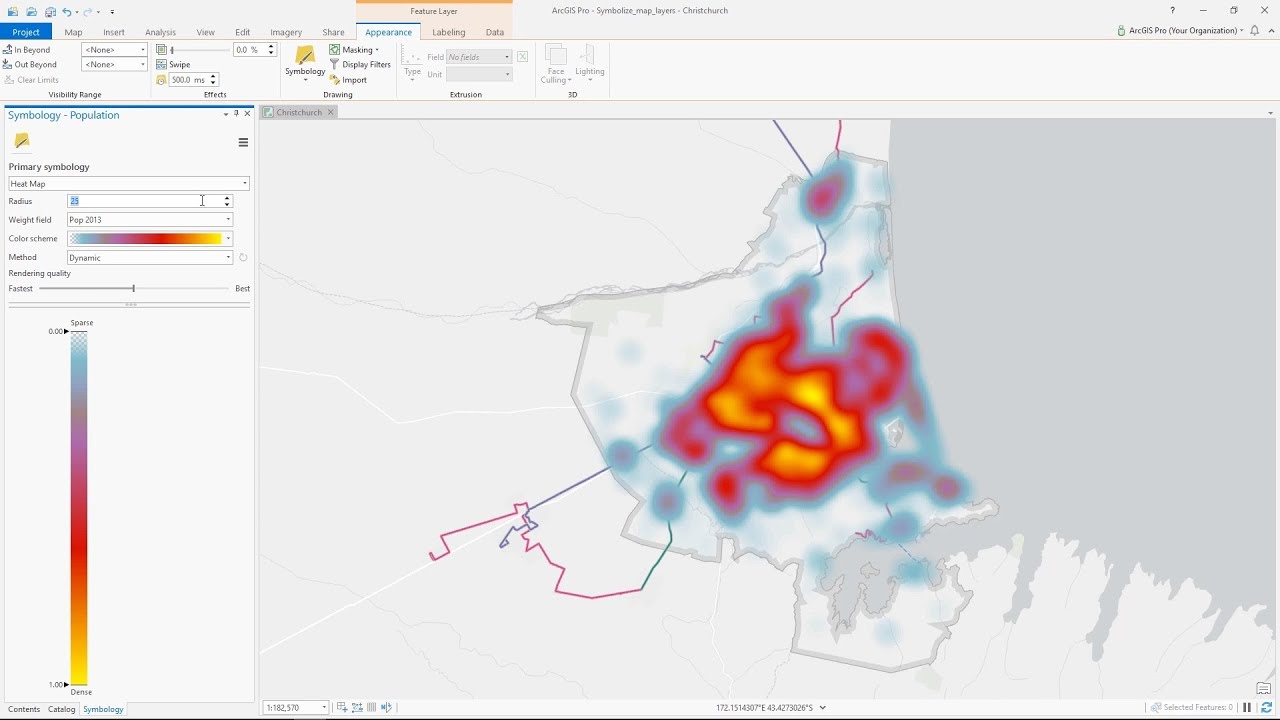 Feature Layer
ArcGIS Pro - Symbolize_map_layers - Christchurch
?
Project Map Insert Analysis View Edit Imagery Share Appearance Labeling Data
ArcGIS Pro (Your Organization)
In Beyond <None>
Out Beyond <None>
Clear Limits
Visibility Range
0.0 %
Swipe
500.0 ms
Effects
Symbology
Masking
Display Filters
Import
Drawing
Type
Field No fields
Unit
Extrusion
Face Culling
Lighting
3D
Symbology - Population
Christchurch
Primary symbology
Heat Map
Radius 25
Weight field Pop 2013
Color scheme
Method Dynamic
Rendering quality
Fastest Best
Sparse
0.00
1.00
Dense
Contents Catalog Symbology
1:182,570
172.1514307°E 43.4273026°S
Selected Features: 0